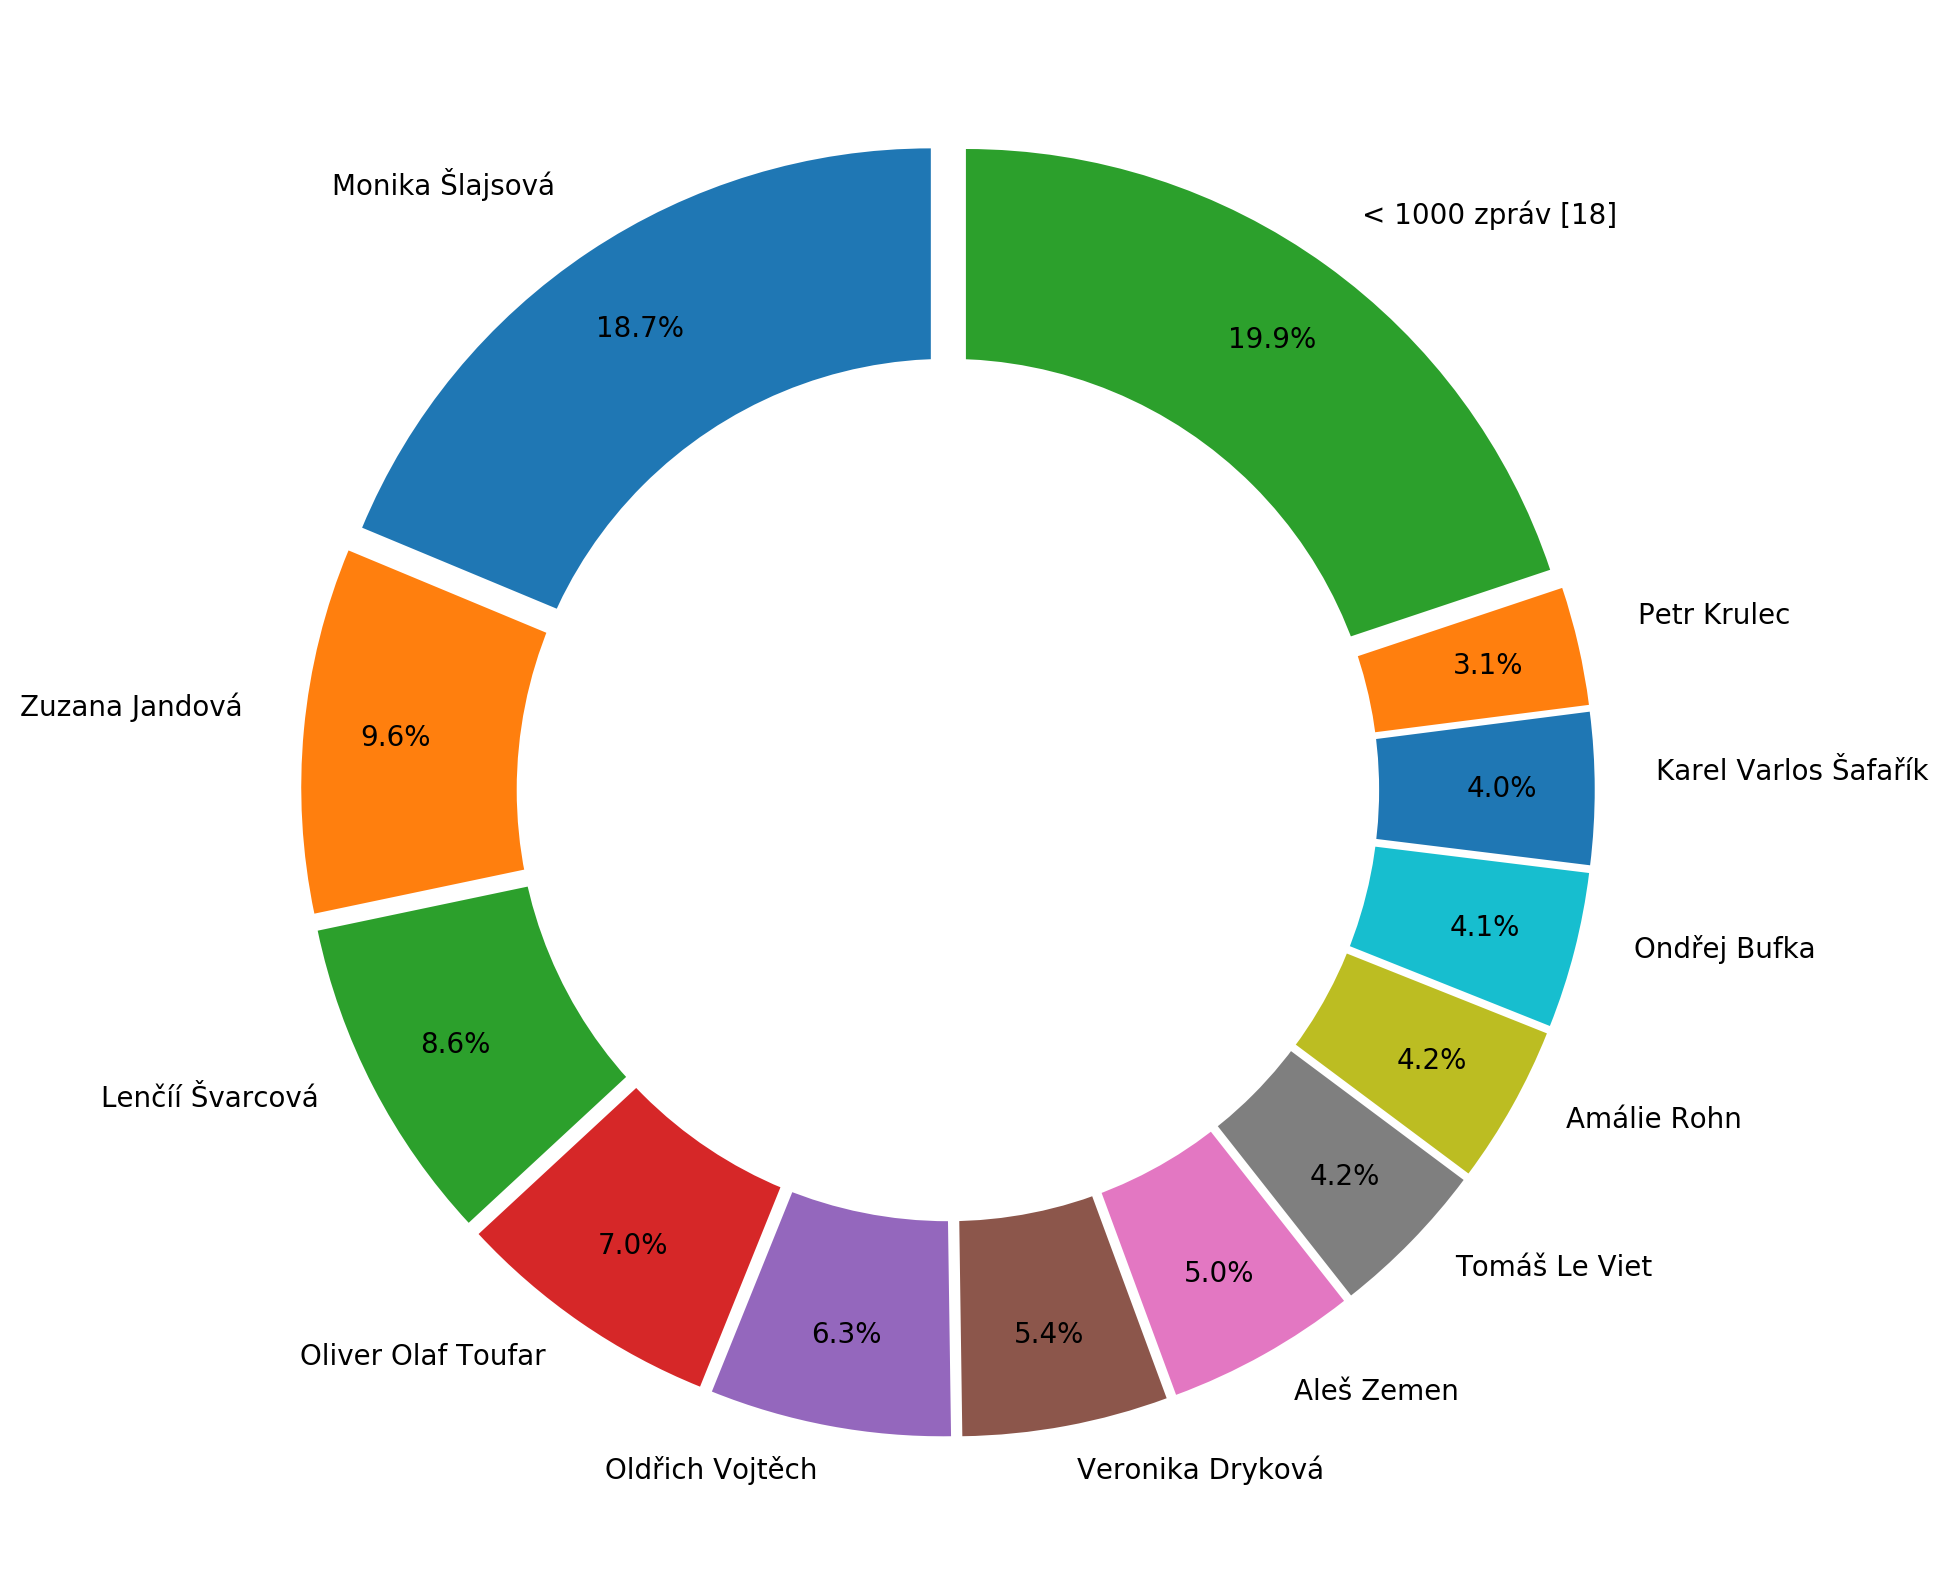 Monika Šlajsová
< 1000 zpráv [18]
18.7%
19.9%
Petr Krulec
3.1%
Zuzana Jandová
9.6%
Karel Varlos Šafařík
4.0%
4.1%
Ondřej Bufka
8.6%
4.2%
Lenčíí Švarcová
Amálie Rohn
4.2%
7.0%
5.0%
Tomáš Le Viet
6.3%
5.4%
Oliver Olaf Toufar
Aleš Zemen
Oldřich Vojtěch
Veronika Dryková